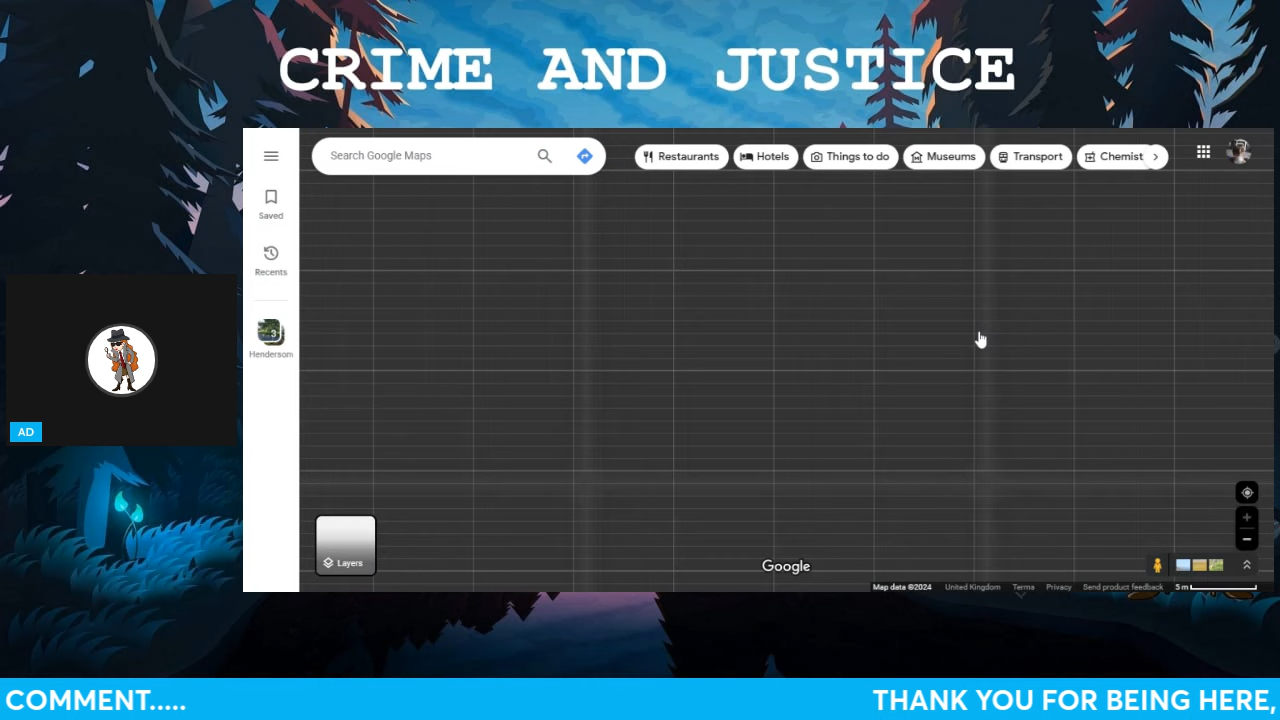 CRIME AND JUSTICE
Search Google Maps
Restaurants
Hotels
Things to do
Museums
Transport
Chemist
Saved
Recents
3
Henderson
AD
Layers
Google
Map data ©2024 United Kingdom Terms Privacy Send product feedback 5 m
COMMENT.....
THANK YOU FOR BEING HERE,